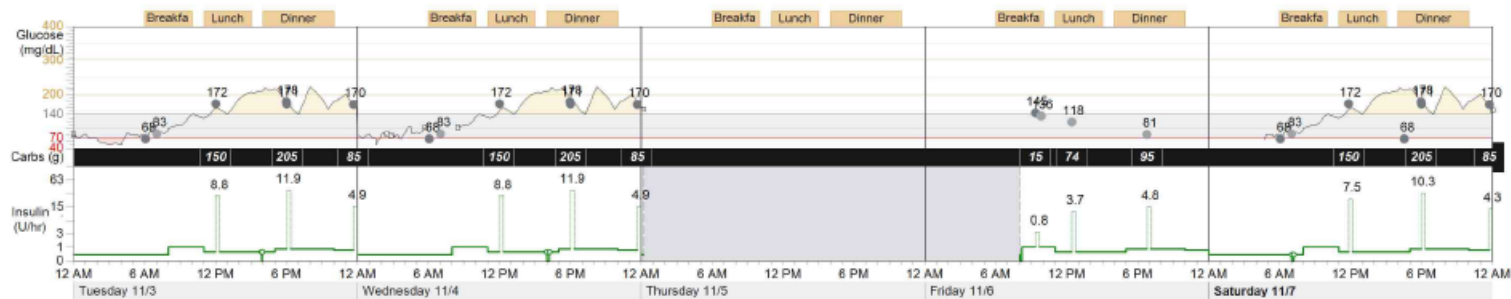 Breakfa Lunch Dinner Breakfa Lunch Dinner Breakfa Lunch Dinner Breakfa Lunch Dinner Breakfa Lunch Dinner
400
Glucose
(mg/dL)
300
200
172 170 172 170 172 170
140
118
83 83 81 83
68 68 68 68
70
40
Carbs (g) 150 205 85 150 205 85 15 74 95 150 205 85
63
8.8 11.9 4.9 8.8 11.9 4.9 0.8 3.7 4.8 7.5 10.3 4.3
15
Insulin
(U/hr)
3
1
0
12 AM 6 AM 12 PM 6 PM 12 AM 6 AM 12 PM 6 PM 12 AM 6 AM 12 PM 6 PM 12 AM 6 AM 12 PM 6 PM 12 AM 6 AM 12 PM 6 PM 12 AM
Tuesday 11/3 Wednesday 11/4 Thursday 11/5 Friday 11/6 Saturday 11/7